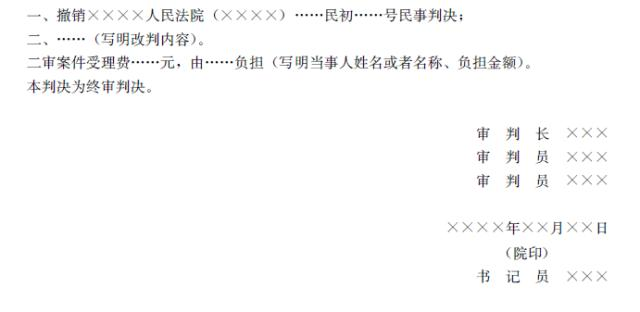 一、撤销××××人民法院（××××）……民初……号民事判决；
二、……（写明改判内容）。
二审案件受理费……元，由……负担（写明当事人姓名或者名称、负担金额）。
本判决为终审判决。
审 判 长 ×××
审 判 员 ×××
审 判 员 ×××
××××年××月××日
（院印）
书 记 员 ×××